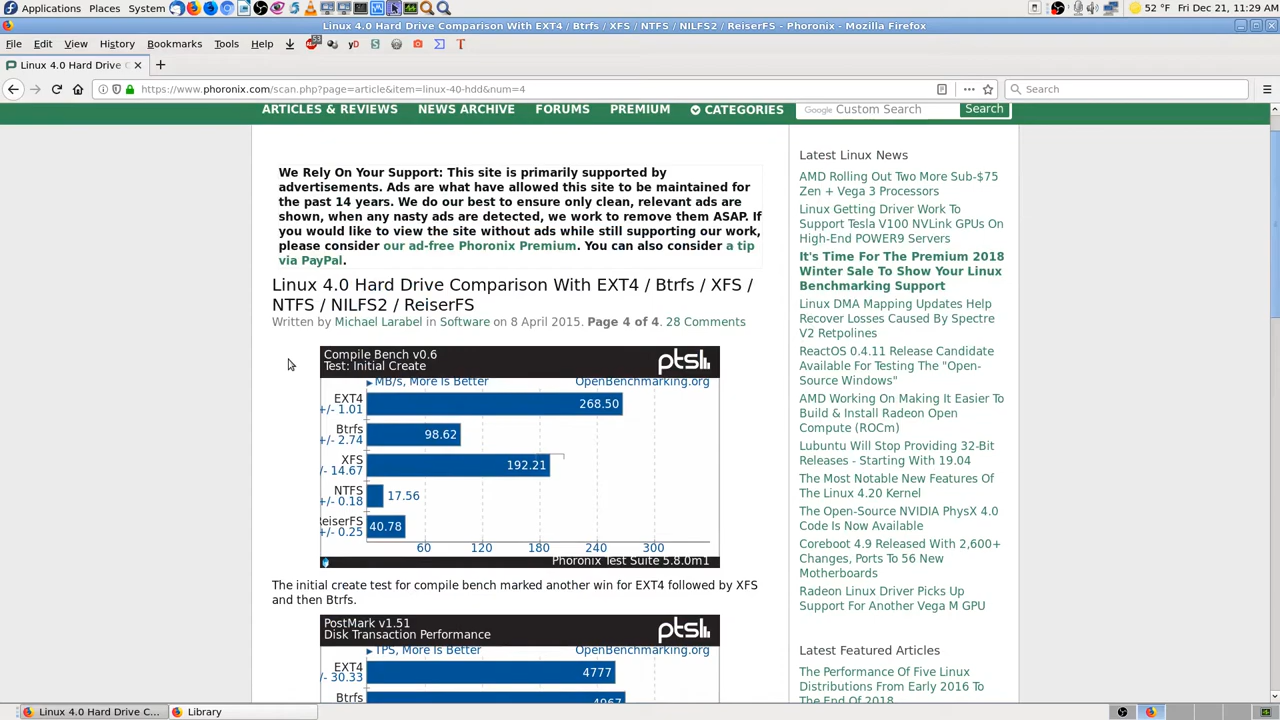 Applications Places System
52 °F Fri Dec 21, 11:29 AM
Linux 4.0 Hard Drive Comparison With EXT4 / Btrfs / XFS / NTFS / NILFS2 / ReiserFS - Phoronix - Mozilla Firefox
File Edit View History Bookmarks Tools Help
Linux 4.0 Hard Drive C
https://www.phoronix.com/scan.php?page=article&item=linux-40-hdd&num=4
Search
ARTICLES & REVIEWS NEWS ARCHIVE FORUMS PREMIUM CATEGORIES
Google Custom Search Search
We Rely On Your Support: This site is primarily supported by
advertisements. Ads are what have allowed this site to be maintained for
the past 14 years. We do our best to ensure only clean, relevant ads are
shown, when any nasty ads are detected, we work to remove them ASAP. If
you would like to view the site without ads while still supporting our work,
please consider our ad-free Phoronix Premium. You can also consider a tip
via PayPal.
Linux 4.0 Hard Drive Comparison With EXT4 / Btrfs / XFS /
NTFS / NILFS2 / ReiserFS
Written by Michael Larabel in Software on 8 April 2015. Page 4 of 4. 28 Comments
Compile Bench v0.6
Test: Initial Create
ptsl
MB/s, More Is Better OpenBenchmarking.org
EXT4 268.50
+/- 1.01
Btrfs 98.62
+/- 2.74
XFS 192.21
/- 14.67
NTFS 17.56
+/- 0.18
ReiserFS 40.78
+/- 0.25
60 120 180 240 300
Phoronix Test Suite 5.8.0m1
The initial create test for compile bench marked another win for EXT4 followed by XFS
and then Btrfs.
PostMark v1.51
Disk Transaction Performance
ptsl
TPS, More Is Better OpenBenchmarking.org
EXT4 4777
+/- 30.33
Btrfs 4967
Latest Linux News
AMD Rolling Out Two More Sub-$75
Zen + Vega 3 Processors
Linux Getting Driver Work To
Support Tesla V100 NVLink GPUs On
High-End POWER9 Servers
It's Time For The Premium 2018
Winter Sale To Show Your Linux
Benchmarking Support
Linux DMA Mapping Updates Help
Recover Losses Caused By Spectre
V2 Retpolines
ReactOS 0.4.11 Release Candidate
Available For Testing The "Open-
Source Windows"
AMD Working On Making It Easier To
Build & Install Radeon Open
Compute (ROCm)
Lubuntu Will Stop Providing 32-Bit
Releases - Starting With 19.04
The Most Notable New Features Of
The Linux 4.20 Kernel
The Open-Source NVIDIA PhysX 4.0
Code Is Now Available
Coreboot 4.9 Released With 2,600+
Changes, Ports To 56 New
Motherboards
Radeon Linux Driver Picks Up
Support For Another Vega M GPU
Latest Featured Articles
The Performance Of Five Linux
Distributions From Early 2016 To
The End Of 2018
Linux 4.0 Hard Drive C...
Library